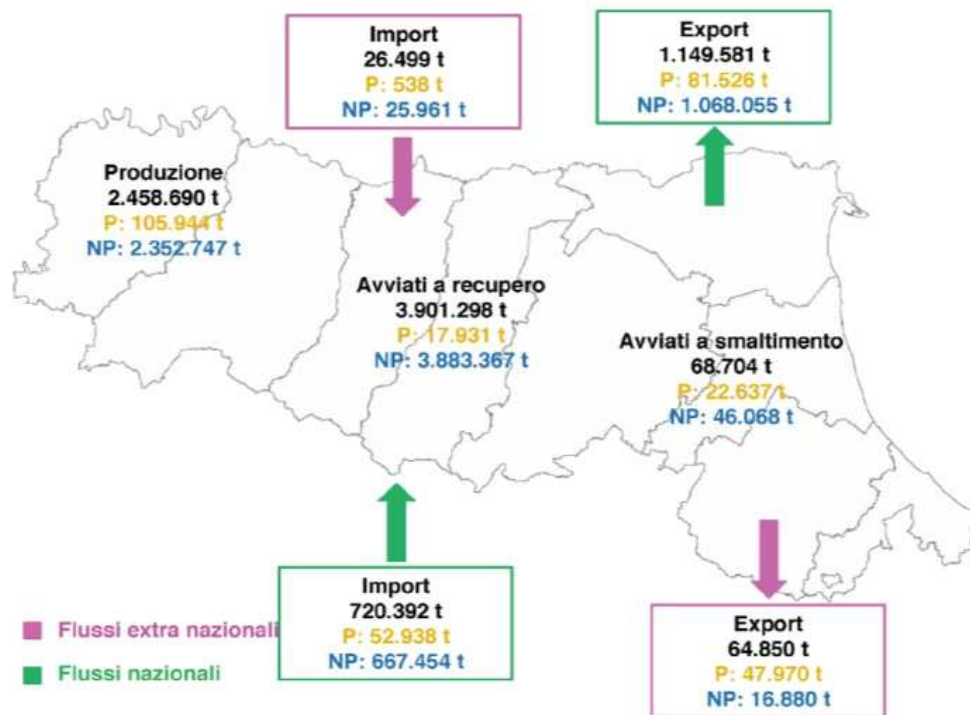 Import
26.499 t
P: 538 t
NP: 25.961 t
Export
1.149.581 t
P: 81.526 t
NP: 1.068.055 t
Produzione
2.458.690 t
P: 105.944 t
NP: 2.352.747 t
Avviati a recupero
3.901.298 t
P: 17.931 t
NP: 3.883.367 t
Avviati a smaltimento
68.704 t
P: 22.637 t
NP: 46.068 t
Import
720.392 t
P: 52.938 t
NP: 667.454 t
Export
64.850 t
P: 47.970 t
NP: 16.880 t
Flussi extra nazionali
Flussi nazionali